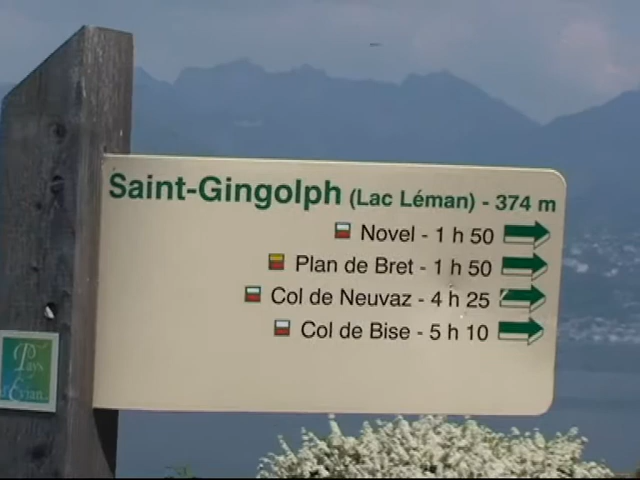 Saint-Gingolph (Lac Léman) - 374 m
Novel - 1 h 50
Plan de Bret - 1 h 50
Col de Neuvaz - 4 h 25
Col de Bise - 5 h 10
Pays
d'Evian